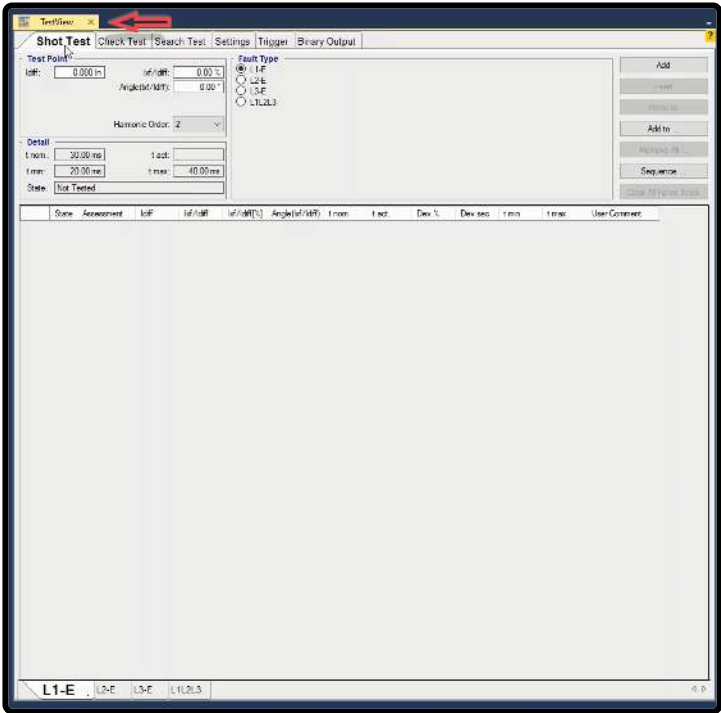 TestView ×
Shot Test Check Test Search Test Settings Trigger Binary Output ?
Test Point
Idiff: 0.000 In Ixf/Idiff: 0.00 %
Angle(Ixf/Idiff): 0.00 °
Harmonic Order: 2
Fault Type
L1-E
L2-E
L3-E
L1L2L3
Add
Add to ...
Sequence ...
Detail
t nom: 30.00 ms t act:
t min: 20.00 ms t max: 40.00 ms
State Not Tested
State Assessment Idiff Ixf/Idiff Ixf/Idiff[%] Angle(Ixf/Idiff) t nom t act Dev % Dev sec t min t max User Comment
L1-E L2-E L3-E L1L2L3